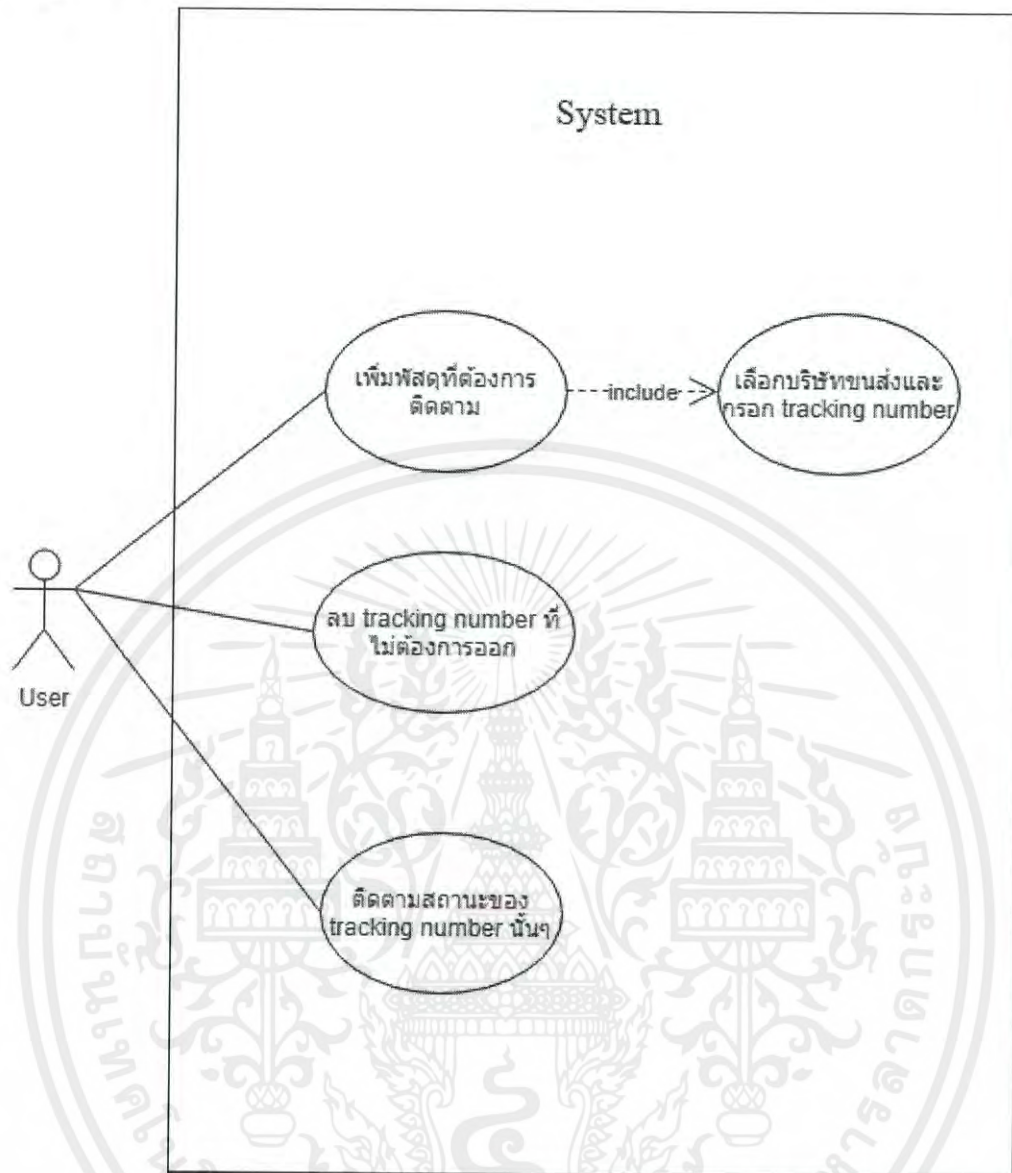 System
เพิ่มพัสดุที่ต้องการ
ติดตาม
include
เลือกบริษัทขนส่งและ
กรอก tracking number
ลบ tracking number ที่
ไม่ต้องการออก
User
ติดตามสถานะของ
tracking number นั้นๆ